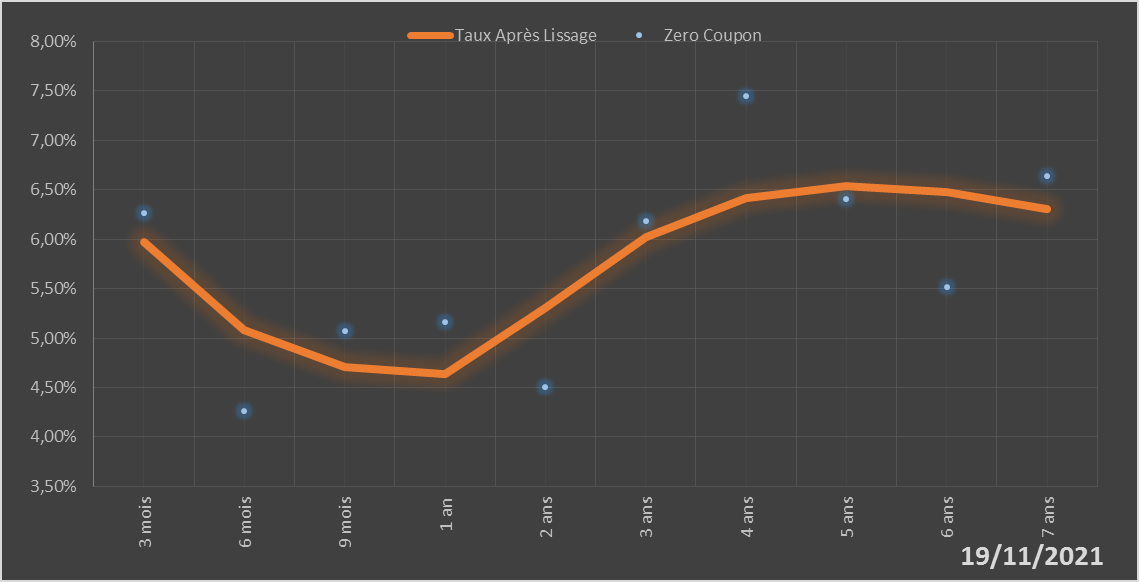 Taux Après Lissage Zero Coupon
8,00%
7,50%
7,00%
6,50%
6,00%
5,50%
5,00%
4,50%
4,00%
3,50%
3 mois
6 mois
9 mois
1 an
2 ans
3 ans
4 ans
5 ans
6 ans
7 ans
19/11/2021